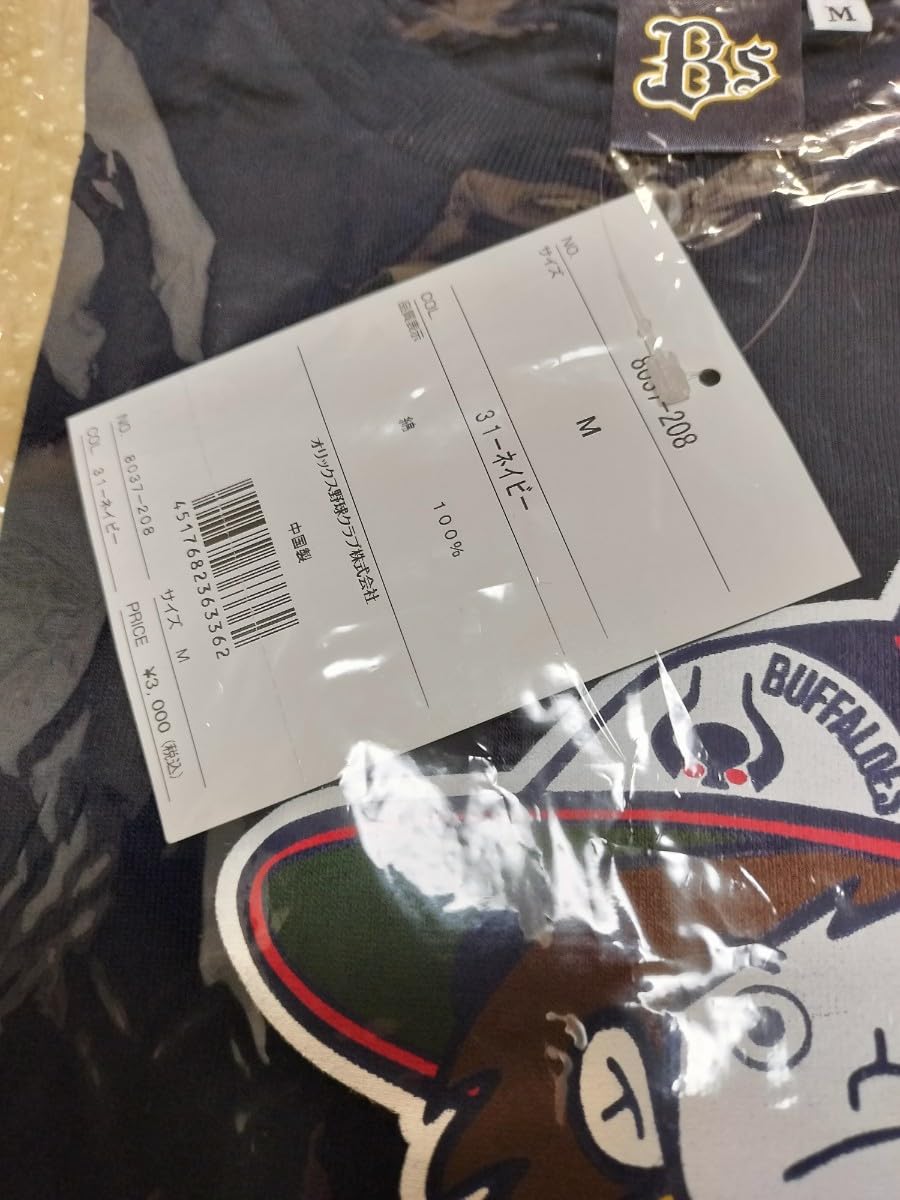 Bs
M
NO. 8037-208
サイズ M
COL 31-ネイビー
品質表示 綿 100%
オリックス野球クラブ株式会社
中国製
4517682363362
NO. 8037-208 サイズ M
COL 31-ネイビー PRICE ¥3,000(税込)
BUFFALOES